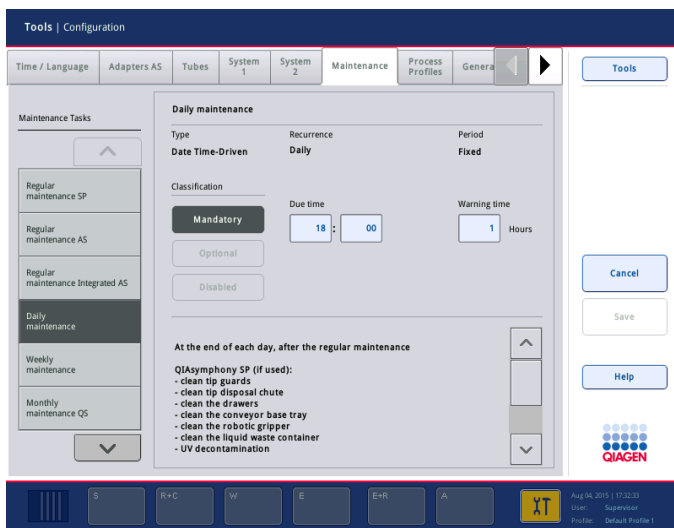 Tools | Configuration
Time / Language
Adapters AS
Tubes
System
1
System
2
Maintenance
Process
Profiles
Genera
Tools
Maintenance Tasks
Regular
maintenance SP
Regular
maintenance AS
Regular
maintenance Integrated AS
Daily
maintenance
Weekly
maintenance
Monthly
maintenance QS
Daily maintenance
Type
Recurrence
Period
Date Time-Driven
Daily
Fixed
Classification
Due time
Warning time
Mandatory
18 : 00
1 Hours
Optional
Disabled
At the end of each day, after the regular maintenance
QIAsymphony SP (if used):
- clean tip guards
- clean tip disposal chute
- clean the drawers
- clean the conveyor base tray
- clean the robotic gripper
- clean the liquid waste container
- UV decontamination
Cancel
Save
Help
QIAGEN
S
R+C
W
E
E+R
A
Aug 04, 2015 | 17:32:33
User: Supervisor
Profile: Default Profile 1